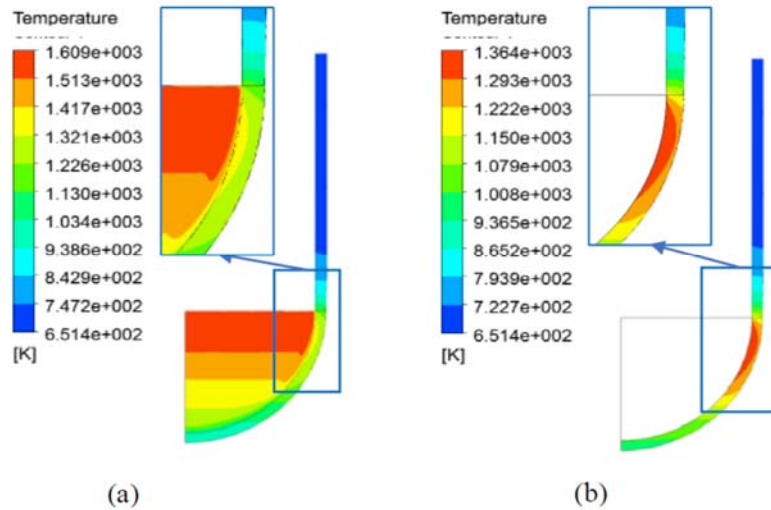 Temperature
1.609e+003
1.513e+003
1.417e+003
1.321e+003
1.226e+003
1.130e+003
1.034e+003
9.386e+002
8.429e+002
7.472e+002
6.514e+002
[K]
(a)
Temperature
1.364e+003
1.293e+003
1.222e+003
1.150e+003
1.079e+003
1.008e+003
9.365e+002
8.652e+002
7.939e+002
7.227e+002
6.514e+002
[K]
(b)